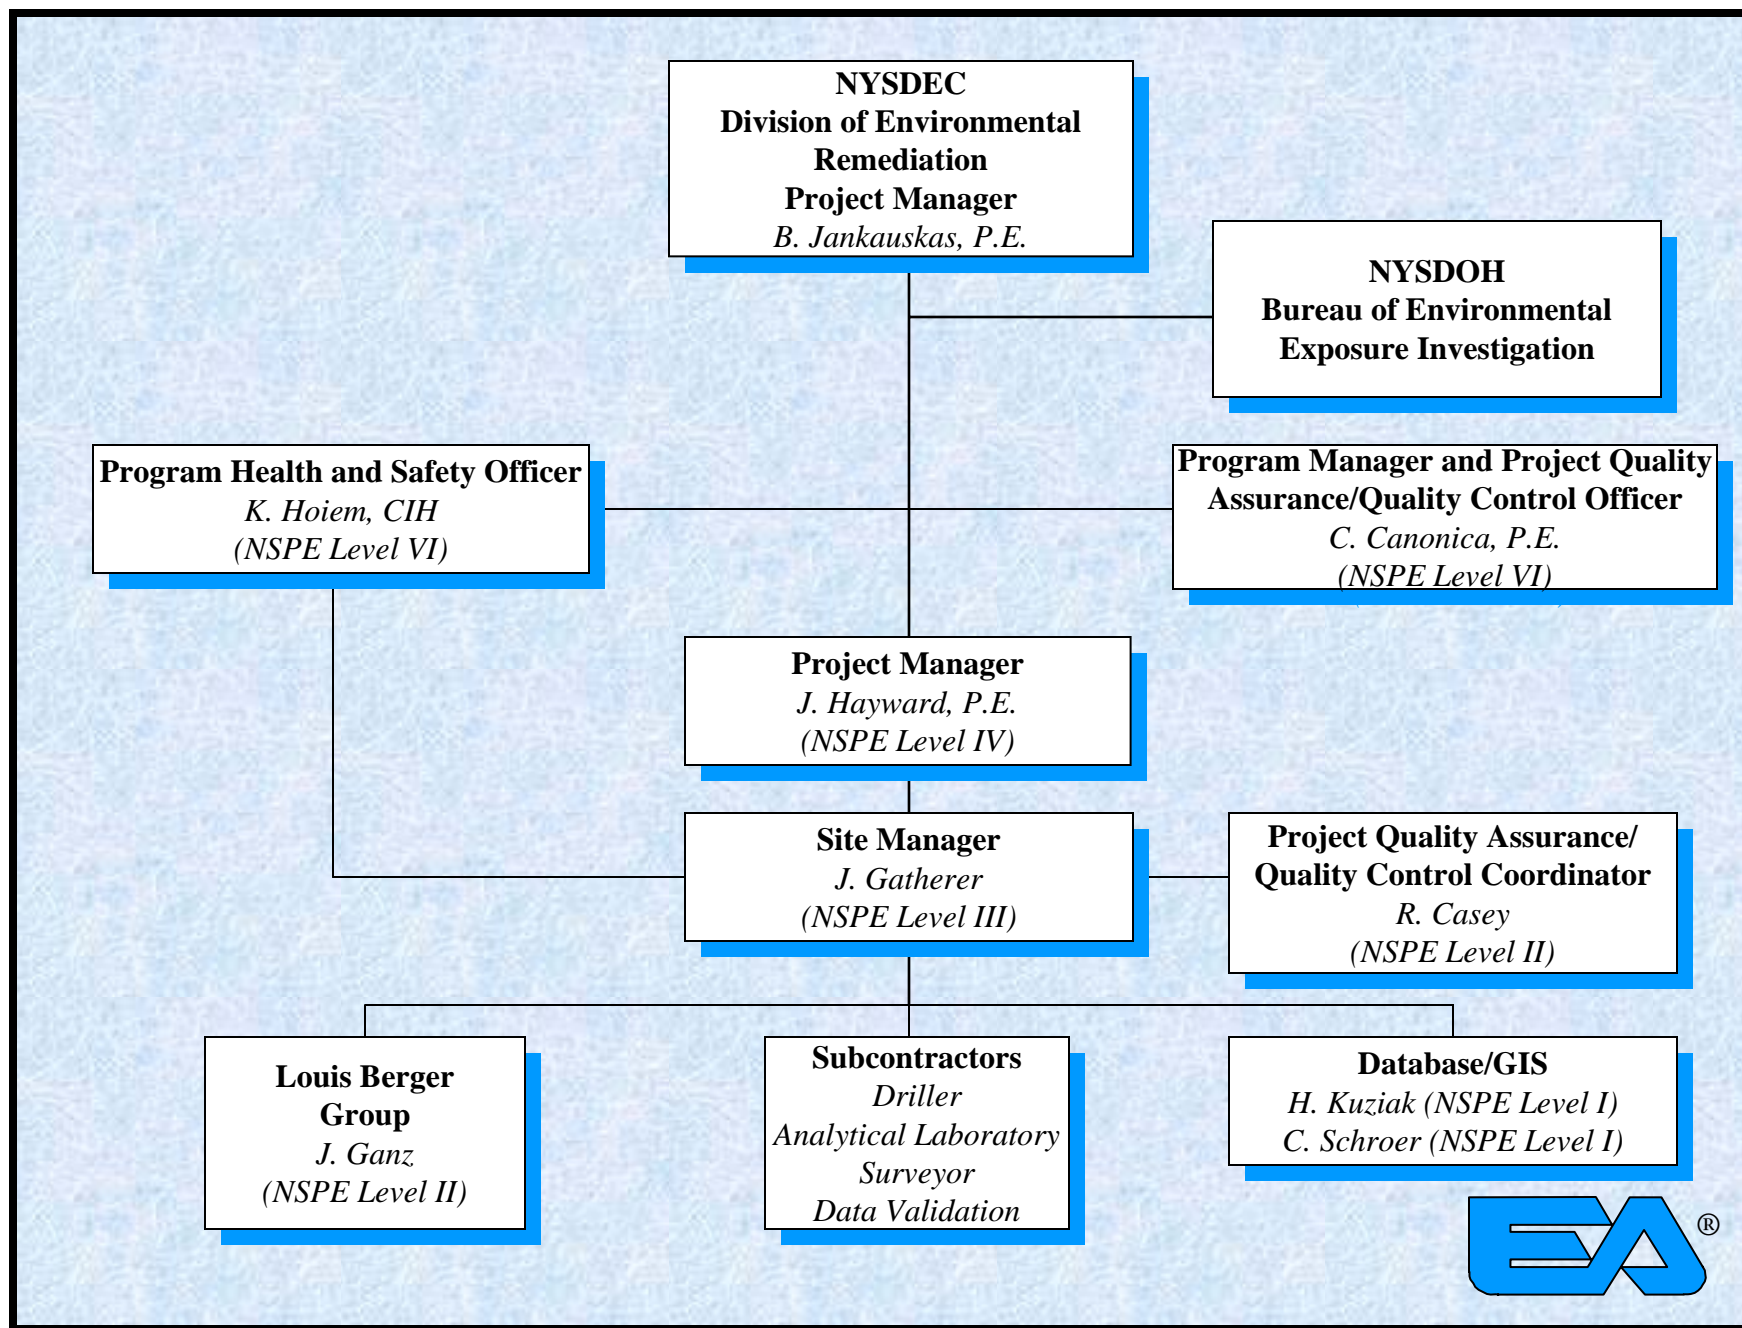 NYSDEC
Division of Environmental
Remediation
Project Manager
B. Jankauskas, P.E.
NYSDOH
Bureau of Environmental
Exposure Investigation
Program Health and Safety Officer
K. Hoiem, CIH
(NSPE Level VI)
Program Manager and Project Quality
Assurance/Quality Control Officer
C. Canonica, P.E.
(NSPE Level VI)
Project Manager
J. Hayward, P.E.
(NSPE Level IV)
Site Manager
J. Gatherer
(NSPE Level III)
Project Quality Assurance/
Quality Control Coordinator
R. Casey
(NSPE Level II)
Louis Berger
Group
J. Ganz
(NSPE Level II)
Subcontractors
Driller
Analytical Laboratory
Surveyor
Data Validation
Database/GIS
H. Kuziak (NSPE Level I)
C. Schroer (NSPE Level I)
EA®